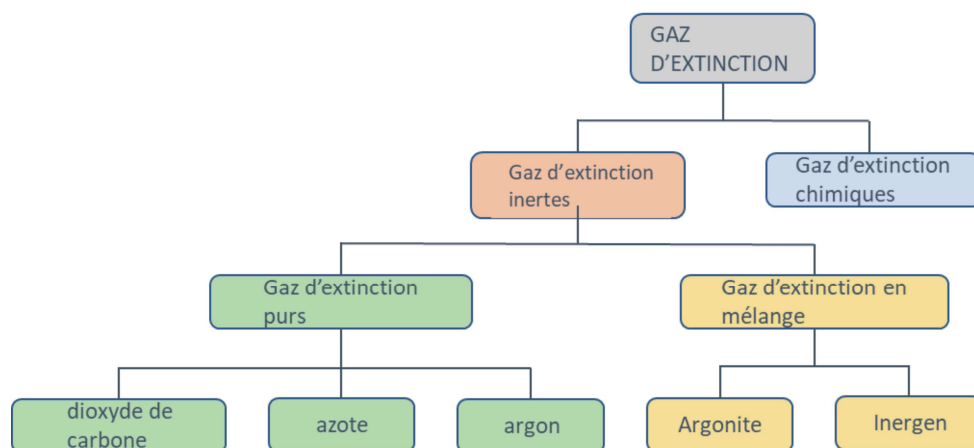 GAZ
D’EXTINCTION
Gaz d’extinction
inertes
Gaz d’extinction
chimiques
Gaz d’extinction
purs
Gaz d’extinction en
mélange
dioxyde de
carbone
azote
argon
Argonite
Inergen